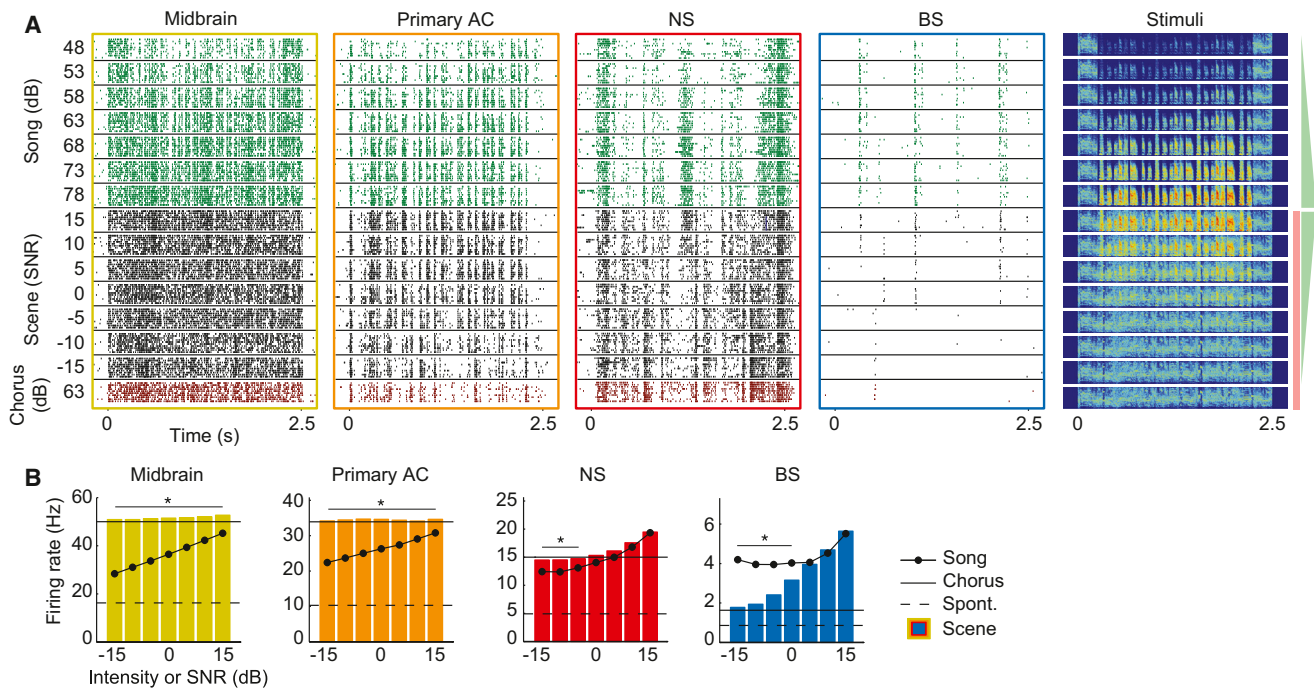 A
Midbrain
Primary AC
NS
BS
Stimuli
Song (dB)
48
53
58
63
68
73
78
Scene (SNR)
15
10
5
0
-5
-10
-15
Chorus
(dB)
63
0
Time (s)
2.5
0
2.5
0
2.5
0
2.5
0
2.5
B
Midbrain
Primary AC
NS
BS
Firing rate (Hz)
60
40
20
0
*
-15
0
15
Intensity or SNR (dB)
40
30
20
10
0
*
-15
0
15
25
20
15
10
5
0
*
-15
0
15
6
4
2
0
*
-15
0
15
Song
Chorus
Spont.
Scene